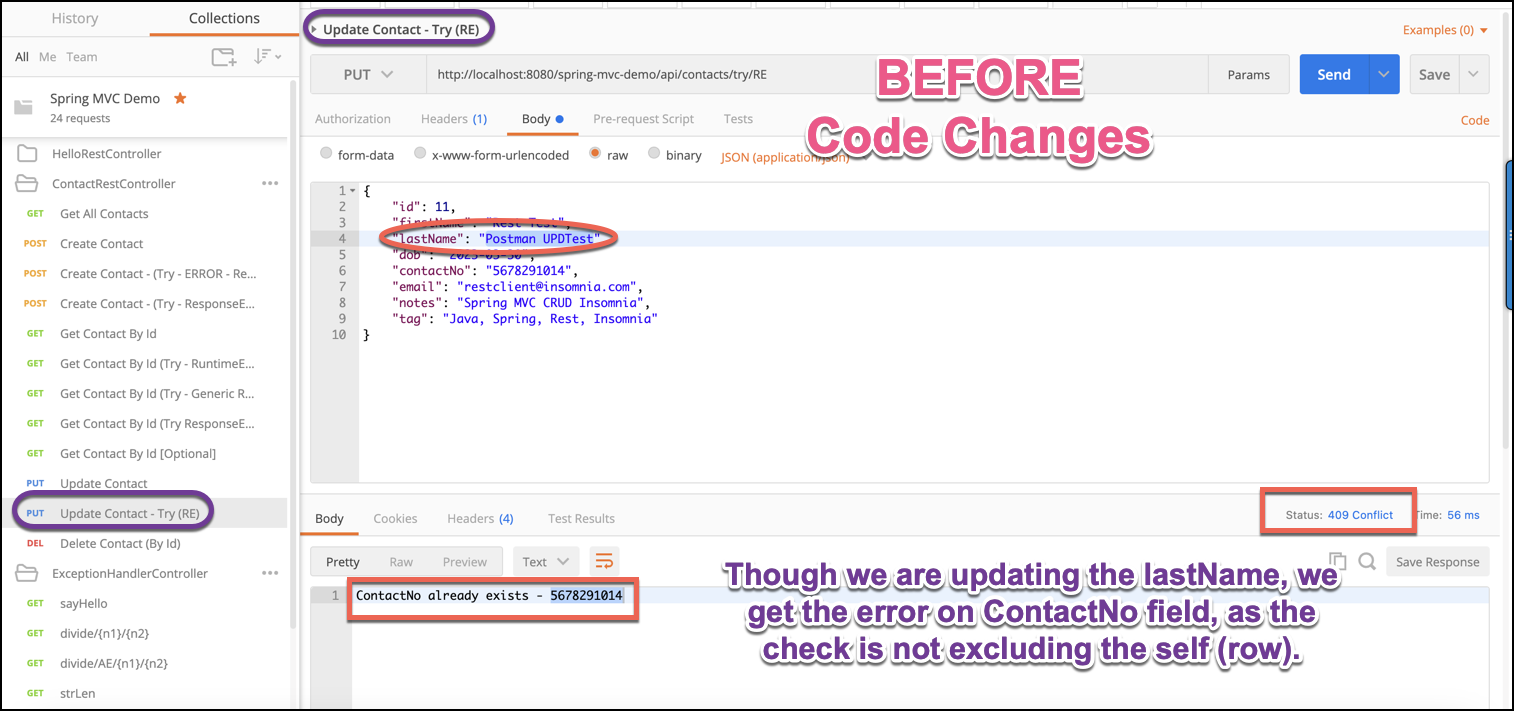 History Collections
All Me Team
Spring MVC Demo
24 requests
HelloRestController
ContactRestController
GET Get All Contacts
POST Create Contact
POST Create Contact - (Try - ERROR - Re...
POST Create Contact - (Try - ResponseE...
GET Get Contact By Id
GET Get Contact By Id (Try - RuntimeE...
GET Get Contact By Id (Try - Generic R...
GET Get Contact By Id (Try ResponseE...
GET Get Contact By Id [Optional]
PUT Update Contact
PUT Update Contact - Try (RE)
DEL Delete Contact (By Id)
ExceptionHandlerController
GET sayHello
GET divide/{n1}/{n2}
GET divide/AE/{n1}/{n2}
GET strLen
Update Contact - Try (RE)
Examples (0)
PUT http://localhost:8080/spring-mvc-demo/api/contacts/try/RE Params Send Save
BEFORE
Code Changes
Authorization Headers (1) Body Pre-request Script Tests Code
form-data x-www-form-urlencoded raw binary JSON (application/json)
1 {
2 "id": 11,
3 "firstName": "Rest Test",
4 "lastName": "Postman UPDTest"
5 "dob": "2023-03-30",
6 "contactNo": "5678291014",
7 "email": "restclient@insomnia.com",
8 "notes": "Spring MVC CRUD Insomnia",
9 "tag": "Java, Spring, Rest, Insomnia"
10 }
Body Cookies Headers (4) Test Results Status: 409 Conflict Time: 56 ms
Pretty Raw Preview Text Save Response
1 ContactNo already exists - 5678291014
Though we are updating the lastName, we
get the error on ContactNo field, as the
check is not excluding the self (row).